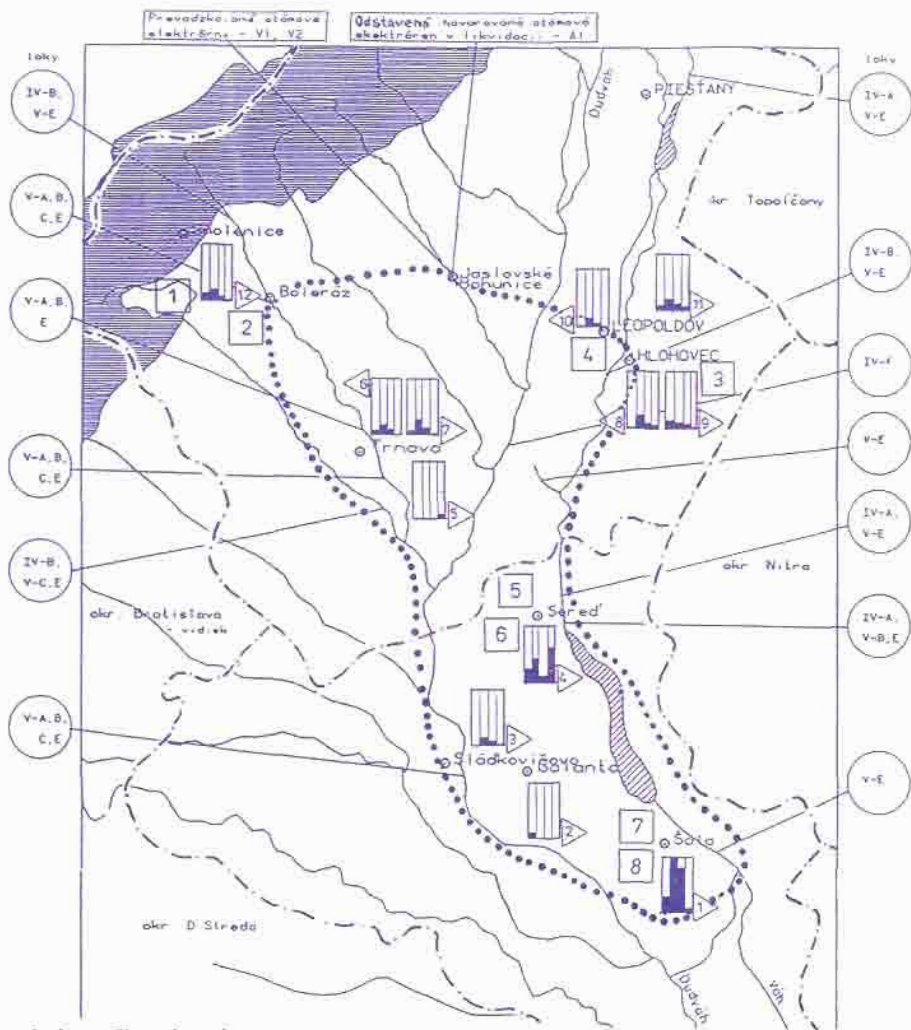 Prevádzkované atómové
elektrárne - V1, V2
Odstavená havarovaná atómová
elektráreň v likvidácii - A1
toky
toky
IV-B,
V-E
Dudváh
PIEŠŤANY
IV-A
V-E
okr Topoľčany
V-A, B,
C, E
Smolenice
1
12
Boleráz
2
Jaslovské
Bohunice
10
11
LEOPOLDOV
4
HLOHOVEC
3
IV-B,
V-E
V-A, B,
E
6
7
8
9
Trnava
V-E
V-A, B,
C, E
5
IV-A,
V-E
IV-B,
V-C, E
okr Nitra
okr. Bratislava
- vidiek
5
Sereď
6
4
IV-A,
V-B, E
V-A, B,
C, E
3
Sládkovičovo
Galanta
2
7
Šaľa
8
1
V-E
okr D Streda
Dudváh
Váh